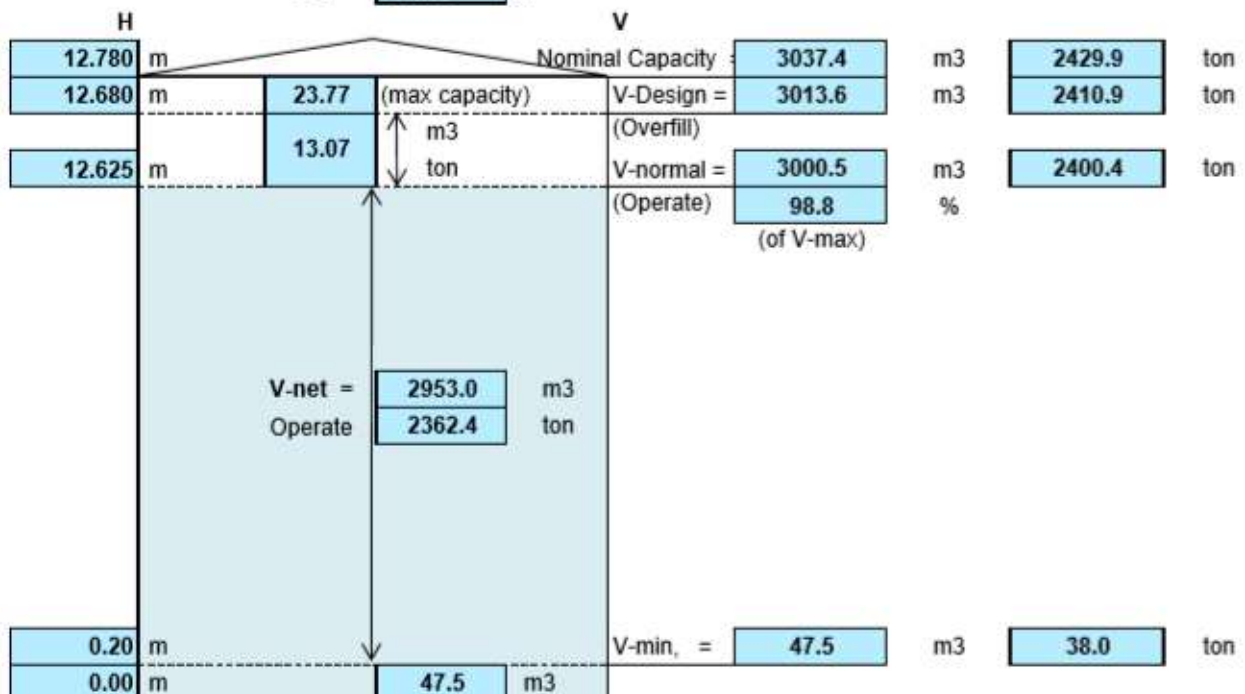 H V
12.780 m Nominal Capacity = 3037.4 m3 2429.9 ton
12.680 m 23.77 (max capacity) V-Design = 3013.6 m3 2410.9 ton
m3 (Overfill)
13.07
12.625 m ton V-normal = 3000.5 m3 2400.4 ton
(Operate) 98.8 %
(of V-max)
V-net = 2953.0 m3
Operate 2362.4 ton
0.20 m V-min, = 47.5 m3 38.0 ton
0.00 m 47.5 m3